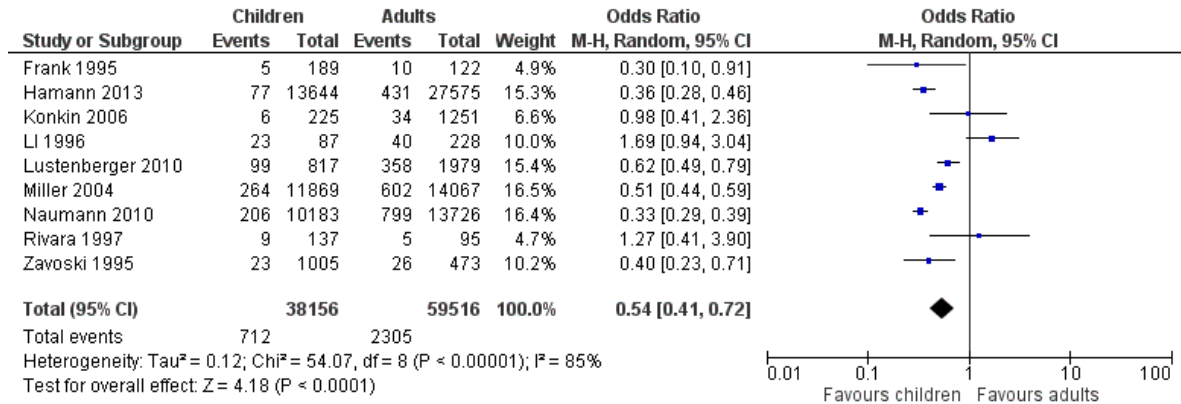 Children Adults Odds Ratio Odds Ratio
Study or Subgroup Events Total Events Total Weight M-H, Random, 95% CI M-H, Random, 95% CI
Frank 1995 5 189 10 122 4.9% 0.30 [0.10, 0.91]
Hamann 2013 77 13644 431 27575 15.3% 0.36 [0.28, 0.46]
Konkin 2006 6 225 34 1251 6.6% 0.98 [0.41, 2.36]
LI 1996 23 87 40 228 10.0% 1.69 [0.94, 3.04]
Lustenberger 2010 99 817 358 1979 15.4% 0.62 [0.49, 0.79]
Miller 2004 264 11869 602 14067 16.5% 0.51 [0.44, 0.59]
Naumann 2010 206 10183 799 13726 16.4% 0.33 [0.29, 0.39]
Rivara 1997 9 137 5 95 4.7% 1.27 [0.41, 3.90]
Zavoski 1995 23 1005 26 473 10.2% 0.40 [0.23, 0.71]
Total (95% CI) 38156 59516 100.0% 0.54 [0.41, 0.72]
Total events 712 2305
Heterogeneity: Tau² = 0.12; Chi² = 54.07, df = 8 (P < 0.00001); I² = 85%
Test for overall effect: Z = 4.18 (P < 0.0001)
0.01 0.1 1 10 100
Favours children Favours adults